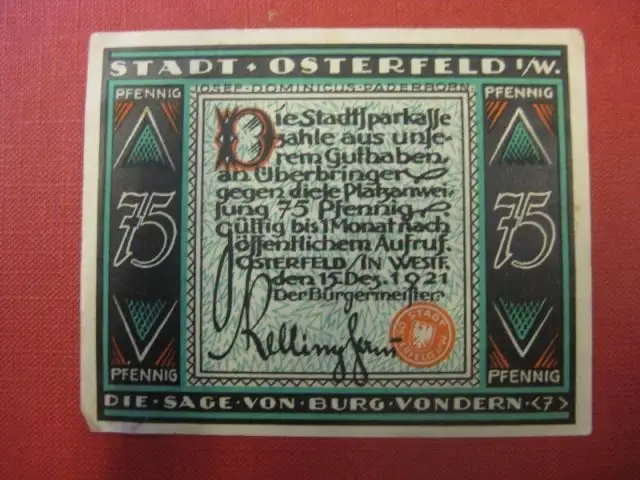 STADT • OSTERFELD I/W.
JOSEF · DOMINICUS · PADERBORN
PFENNIG
75
PFENNIG
Die Stadtsparkasse
zahle aus unse-
rem Guthaben
an Überbringer
gegen diese Platzanwei-
sung 75 Pfennig
Gültig bis 1 Monat nach
öffentlichem Aufruf.
OSTERFELD/IN WESTF.
den 15. Dez. 1921
Der Bürgermeister
STADT
PFENNIG
75
PFENNIG
DIE · SAGE · VON · BURG · VONDERN · <7>